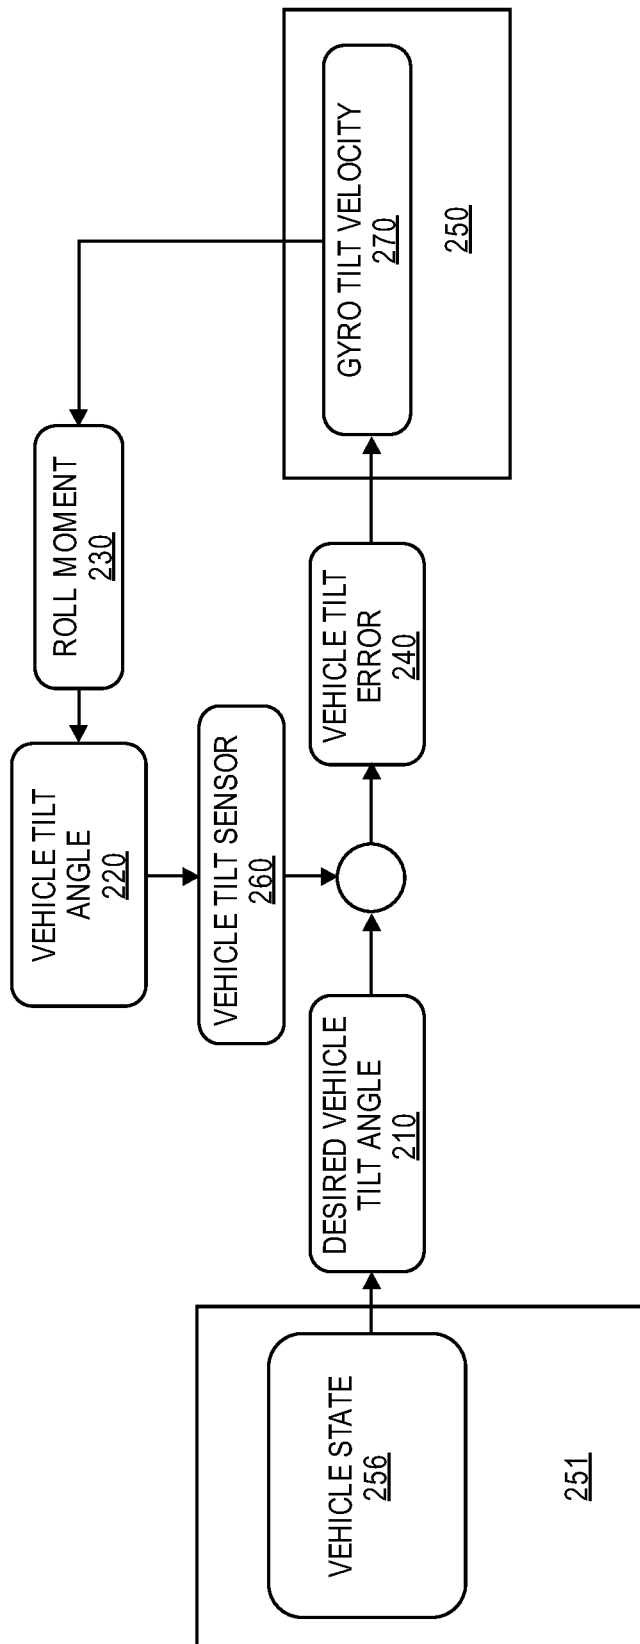 VEHICLE STATE
256
251
DESIRED VEHICLE
TILT ANGLE
210
VEHICLE TILT
ANGLE
220
VEHICLE TILT SENSOR
260
ROLL MOMENT
230
VEHICLE TILT
ERROR
240
GYRO TILT VELOCITY
270
250